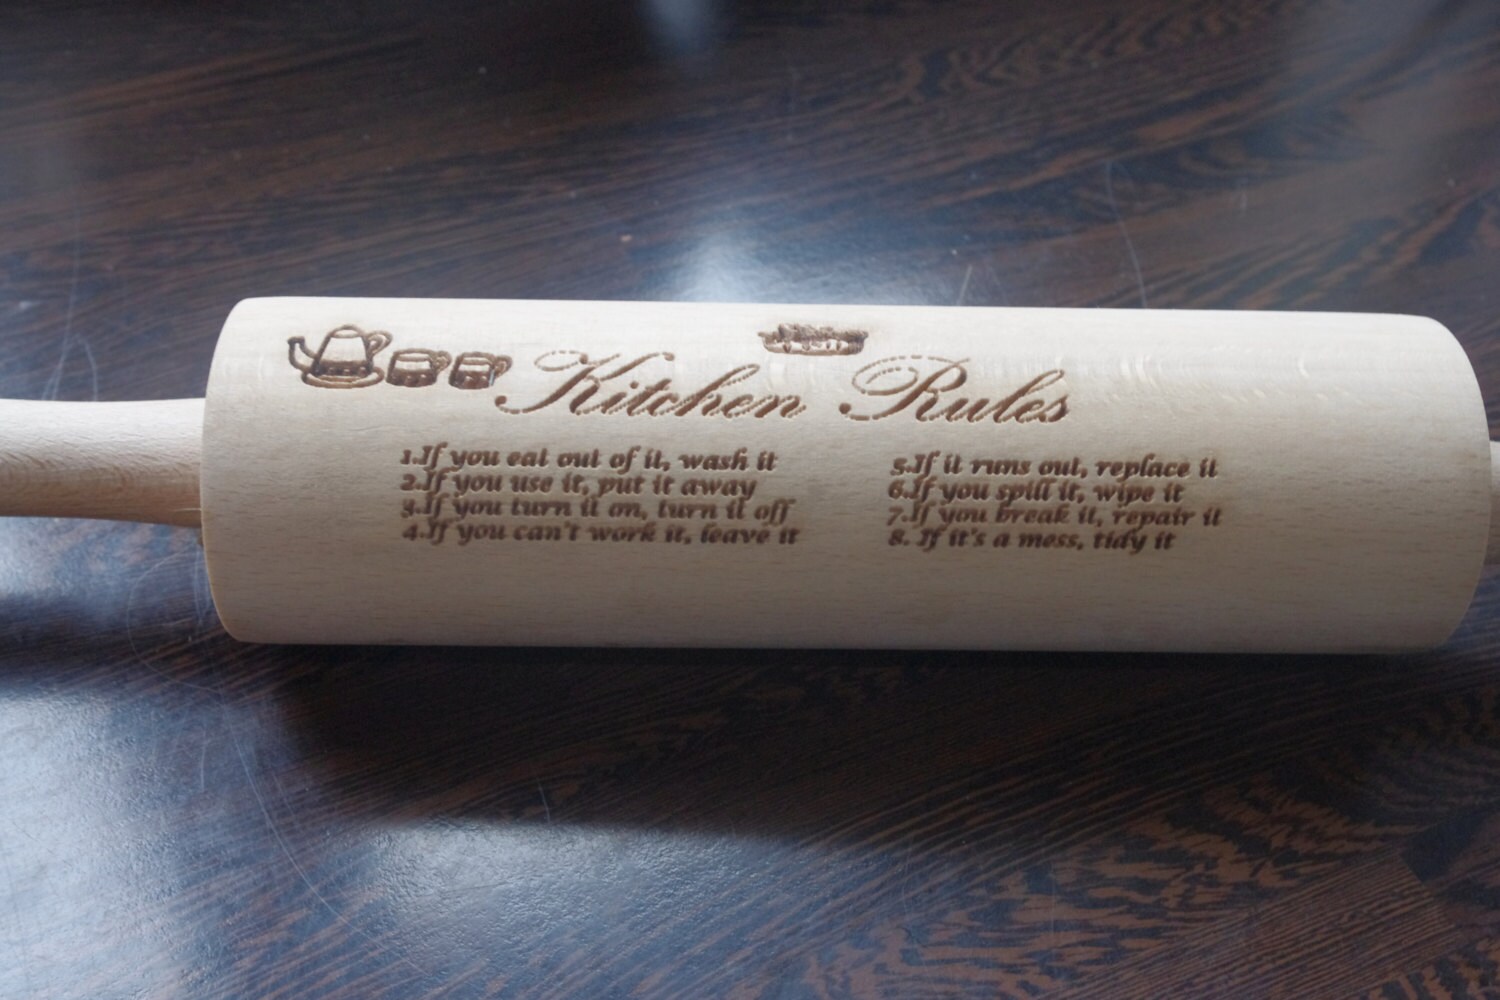 Kitchen Rules
1.If you eat out of it, wash it
2.If you use it, put it away
3.If you turn it on, turn it off
4.If you can't work it, leave it
5.If it runs out, replace it
6.If you spill it, wipe it
7.If you break it, repair it
8. If it's a mess, tidy it